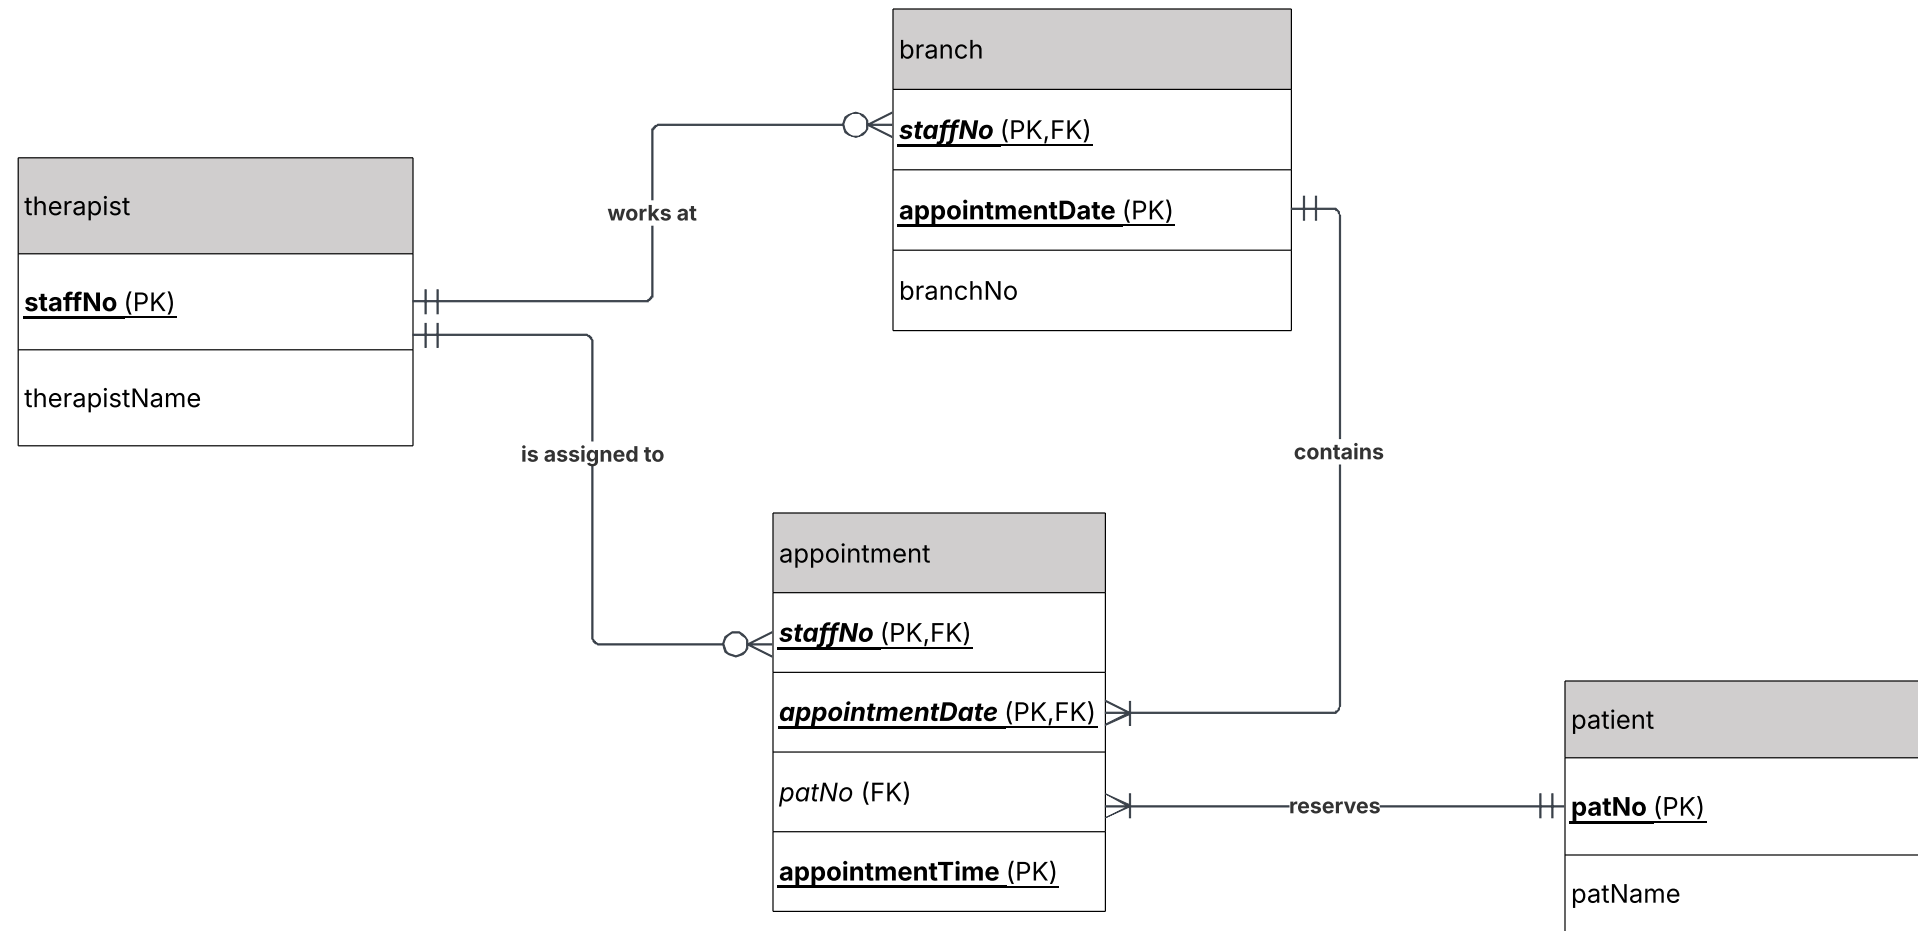 branch
staffNo (PK,FK)
appointmentDate (PK)
branchNo
therapist
staffNo (PK)
therapistName
works at
is assigned to
contains
appointment
staffNo (PK,FK)
appointmentDate (PK,FK)
patNo (FK)
appointmentTime (PK)
reserves
patient
patNo (PK)
patName